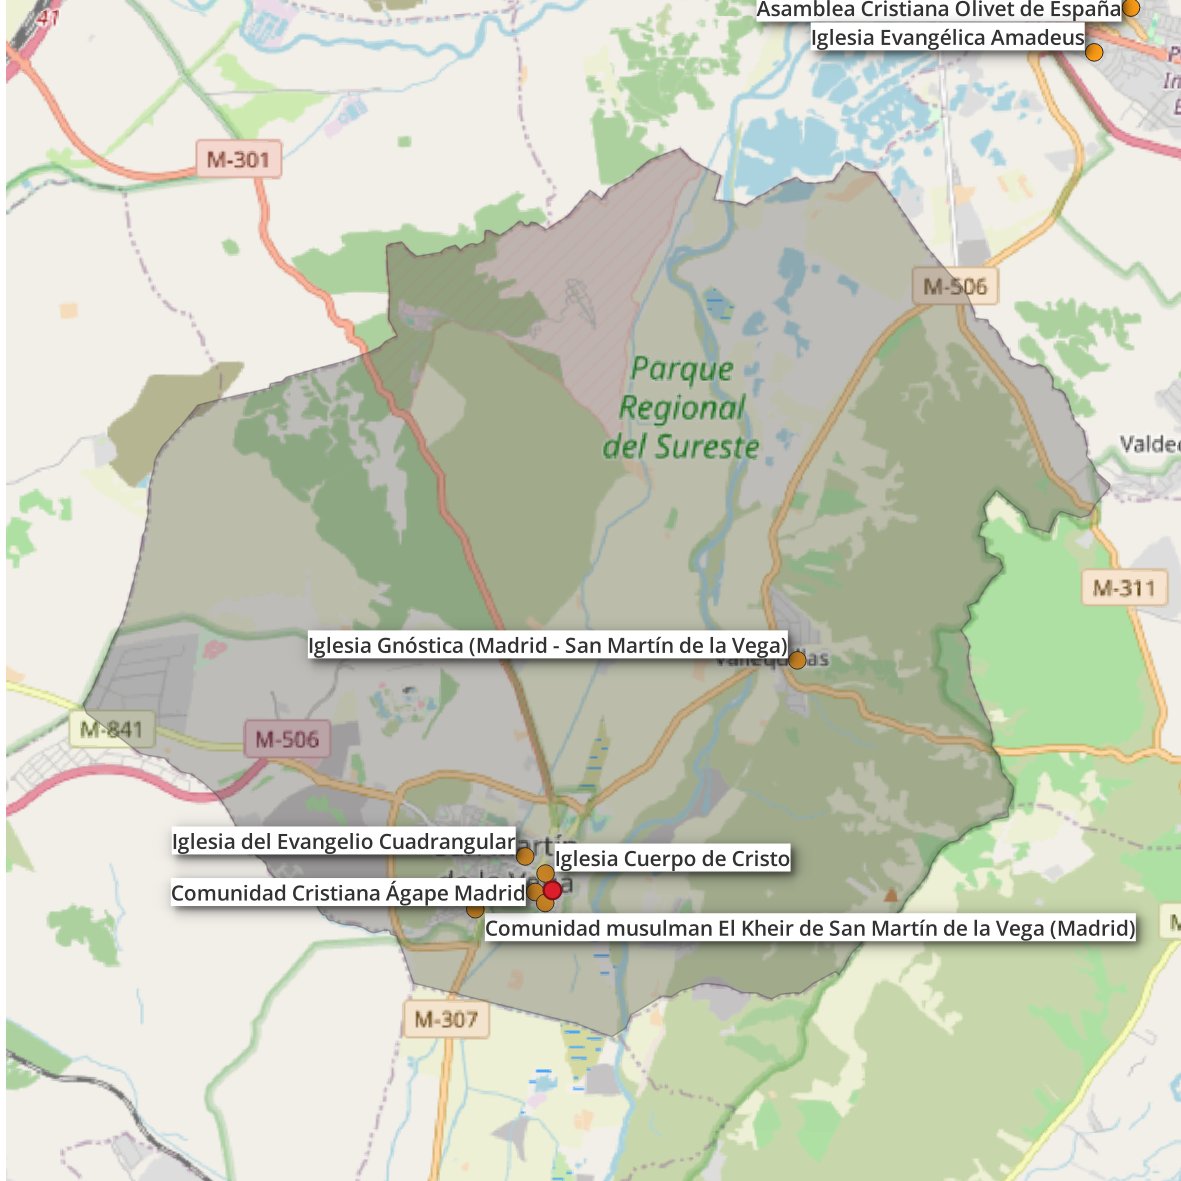 Asamblea Cristiana Olivet de España
41
Iglesia Evangélica Amadeus
M-301
M-506
Parque
Regional
del Sureste
M-311
Iglesia Gnóstica (Madrid - San Martín de la Vega)
M-841
M-506
Iglesia del Evangelio Cuadrangular
Iglesia Cuerpo de Cristo
Comunidad Cristiana Ágape Madrid
Comunidad musulman El Kheir de San Martín de la Vega (Madrid)
M-307